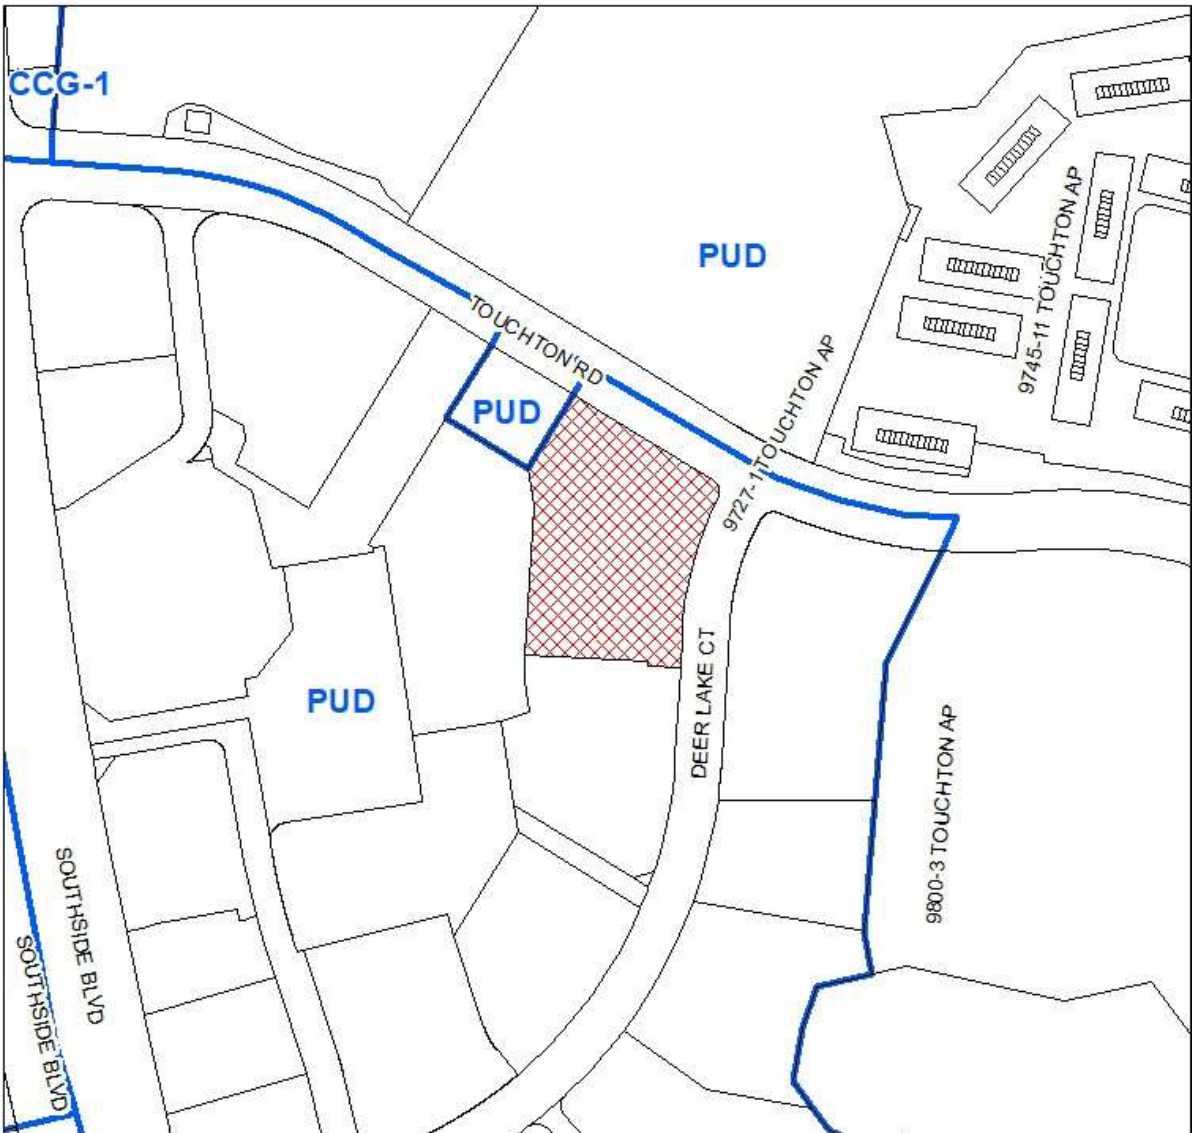 CCG-1
PUD
TOUCHTON RD
9745-11 TOUCHTON AP
9727-1 TOUCHTON AP
PUD
PUD
DEER LAKE CT
9800-3 TOUCHTON AP
SOUTHSIDE BLVD
SOUTHSIDE BLVD